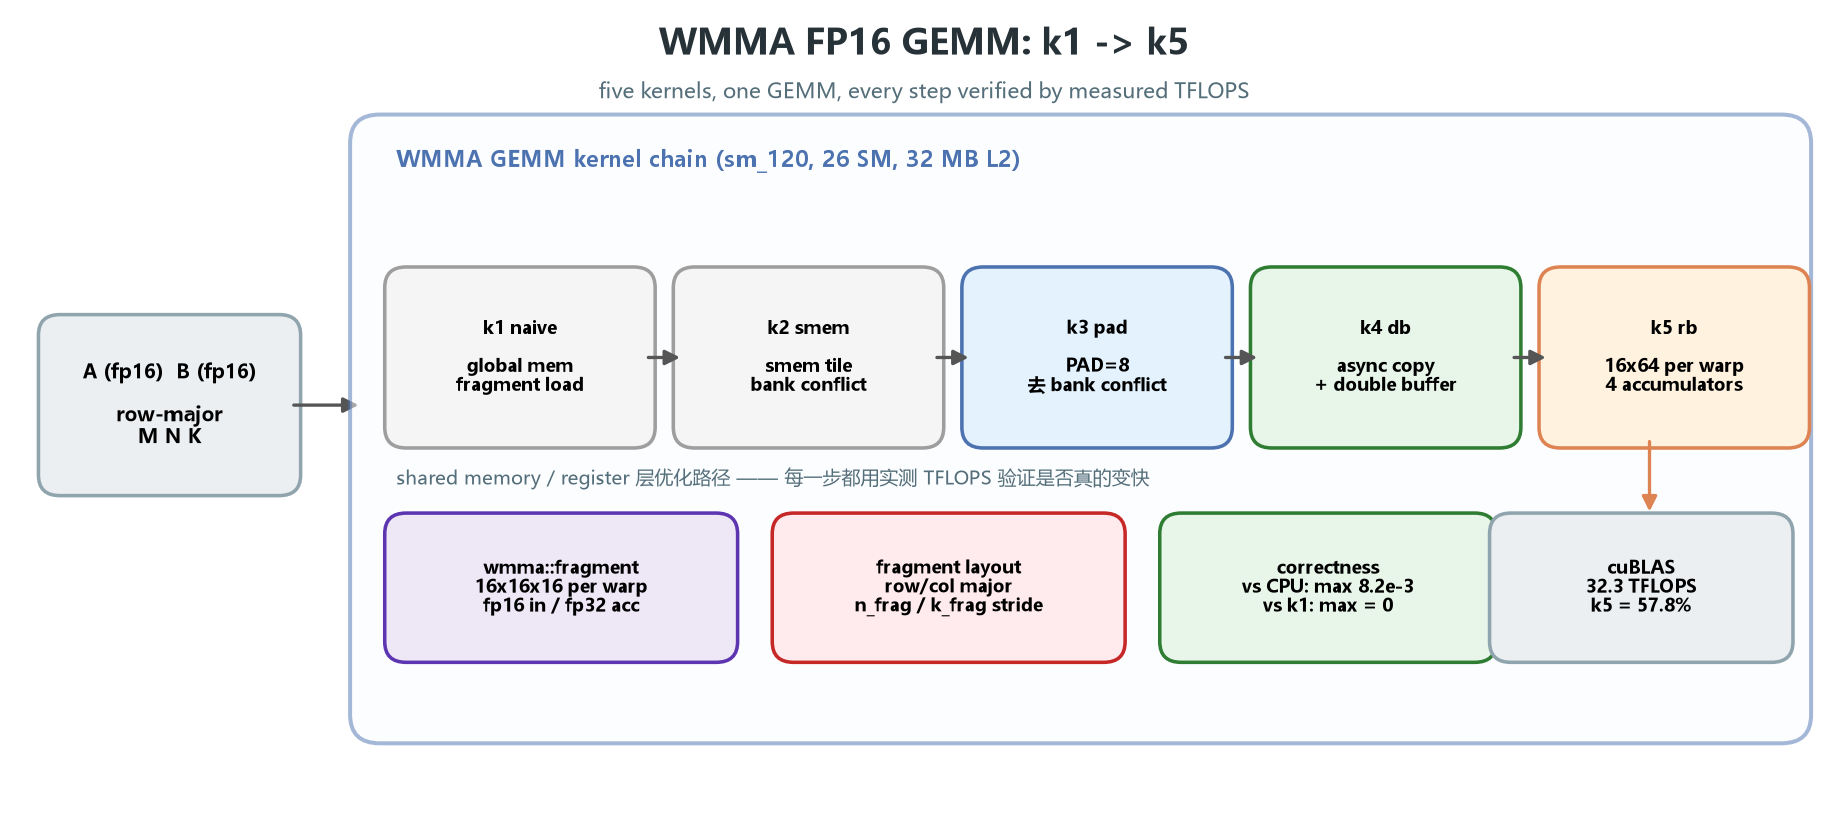 WMMA FP16 GEMM: k1 -> k5
five kernels, one GEMM, every step verified by measured TFLOPS
WMMA GEMM kernel chain (sm_120, 26 SM, 32 MB L2)
A (fp16)  B (fp16)
row-major
M N K
k1 naive
global mem
fragment load
k2 smem
smem tile
bank conflict
k3 pad
PAD=8
去 bank conflict
k4 db
async copy
+ double buffer
k5 rb
16x64 per warp
4 accumulators
shared memory / register 层优化路径 —— 每一步都用实测 TFLOPS 验证是否真的变快
wmma::fragment
16x16x16 per warp
fp16 in / fp32 acc
fragment layout
row/col major
n_frag / k_frag stride
correctness
vs CPU: max 8.2e-3
vs k1: max = 0
cuBLAS
32.3 TFLOPS
k5 = 57.8%